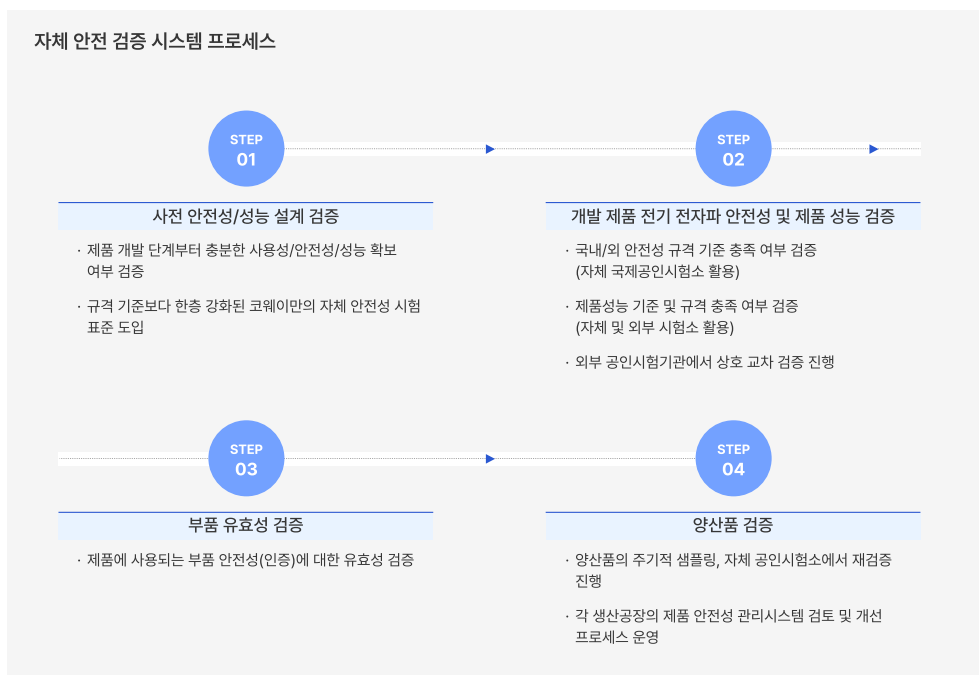 자체 안전 검증 시스템 프로세스
STEP
01
사전 안전성/성능 설계 검증
· 제품 개발 단계부터 충분한 사용성/안전성/성능 확보
여부 검증
· 규격 기준보다 한층 강화된 코웨이만의 자체 안전성 시험
표준 도입
STEP
02
개발 제품 전기 전자파 안전성 및 제품 성능 검증
· 국내/외 안전성 규격 기준 충족 여부 검증
(자체 국제공인시험소 활용)
· 제품성능 기준 및 규격 충족 여부 검증
(자체 및 외부 시험소 활용)
· 외부 공인시험기관에서 상호 교차 검증 진행
STEP
03
부품 유효성 검증
· 제품에 사용되는 부품 안전성(인증)에 대한 유효성 검증
STEP
04
양산품 검증
· 양산품의 주기적 샘플링, 자체 공인시험소에서 재검증
진행
· 각 생산공장의 제품 안전성 관리시스템 검토 및 개선
프로세스 운영